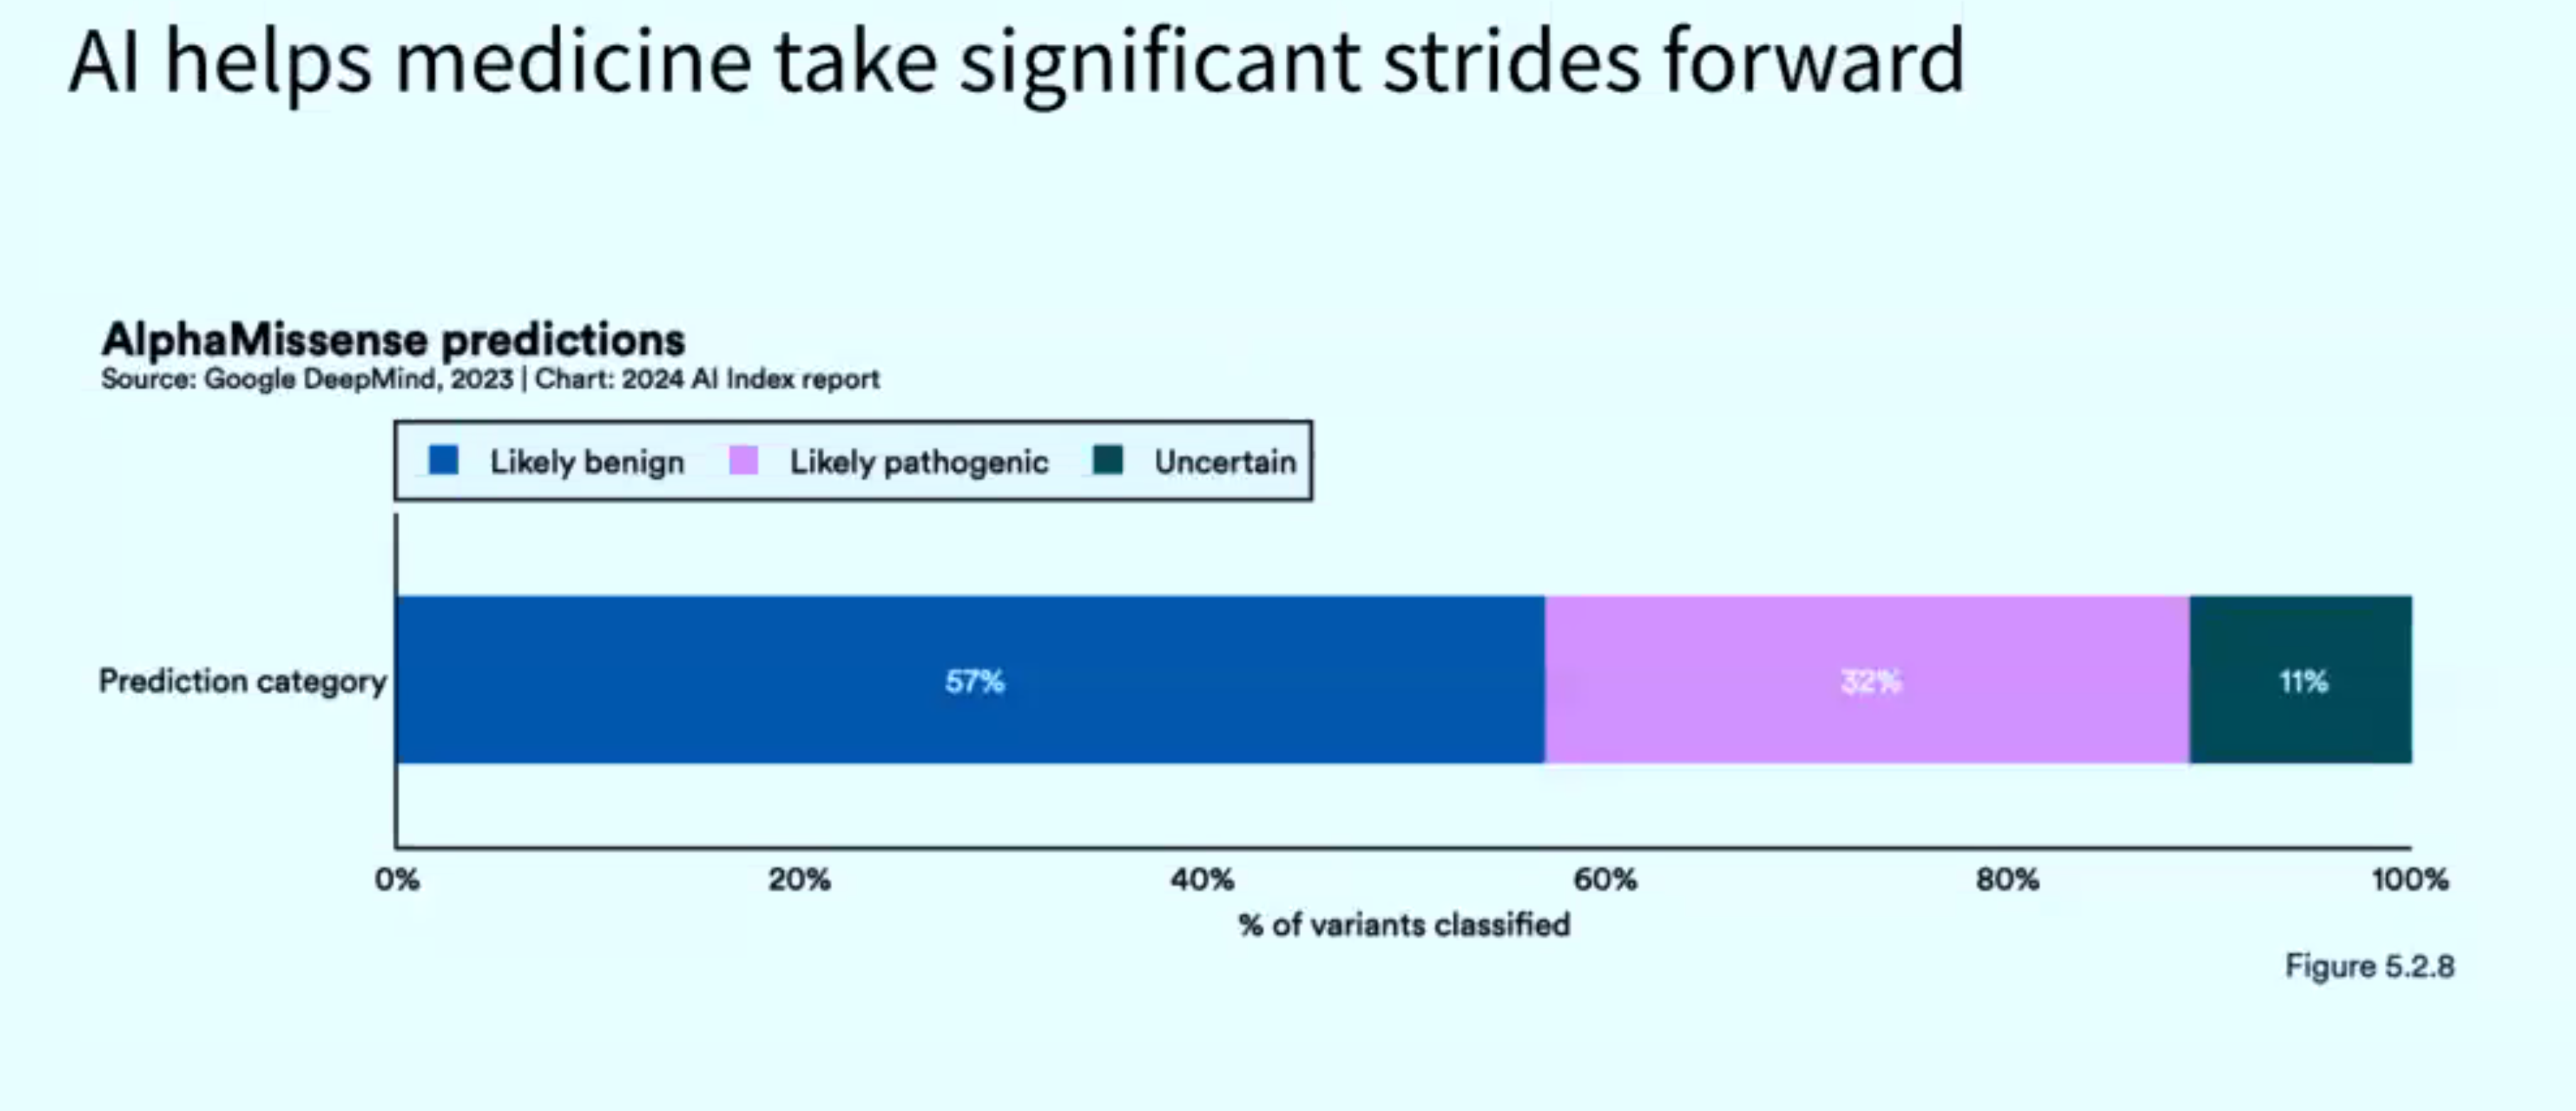 AI helps medicine take significant strides forward
AlphaMissense predictions
Source: Google DeepMind, 2023 | Chart: 2024 AI Index report
Likely benign Likely pathogenic Uncertain
Prediction category 57% 32% 11%
0% 20% 40% 60% 80% 100%
% of variants classified
Figure 5.2.8